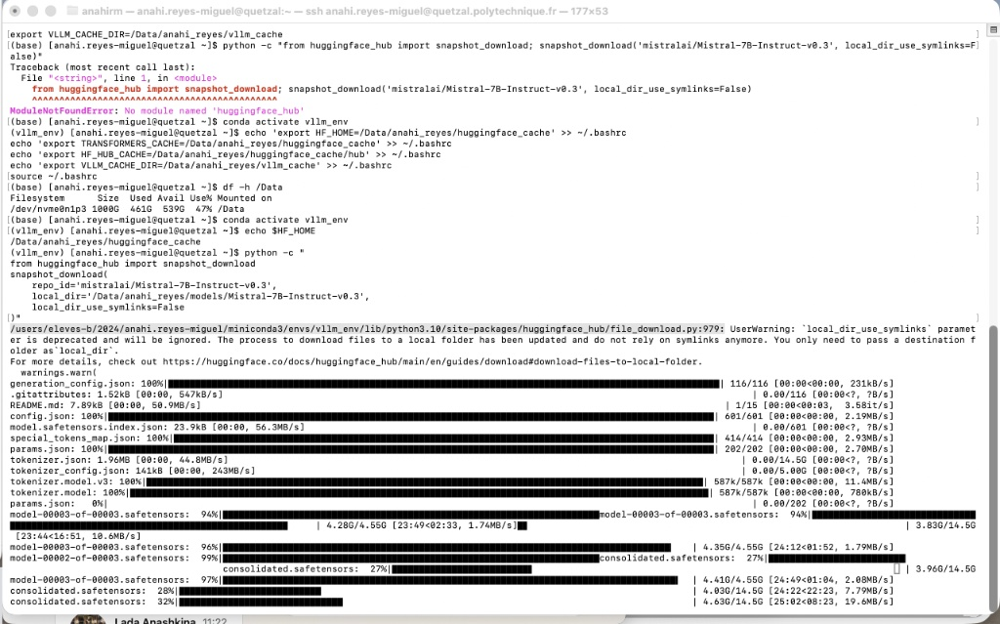 anahirm — anahi.reyes-miguel@quetzal:~ — ssh anahi.reyes-miguel@quetzal.polytechnique.fr — 177×53
export VLLM_CACHE_DIR=/Data/anahi_reyes/vllm_cache
[(base) [anahi.reyes-miguel@quetzal ~]$ python -c "from huggingface_hub import snapshot_download; snapshot_download('mistralai/Mistral-7B-Instruct-v0.3', local_dir_use_symlinks=F]
alse)"
Traceback (most recent call last):
  File "<string>", line 1, in <module>
    from huggingface_hub import snapshot_download; snapshot_download('mistralai/Mistral-7B-Instruct-v0.3', local_dir_use_symlinks=False)
    ^^^^^^^^^^^^^^^^^^^^^^^^^^^^^^^^^^^^^^^^^^^^^
ModuleNotFoundError: No module named 'huggingface_hub'
[(base) [anahi.reyes-miguel@quetzal ~]$ conda activate vllm_env ]
(vllm_env) [anahi.reyes-miguel@quetzal ~]$ echo 'export HF_HOME=/Data/anahi_reyes/huggingface_cache' >> ~/.bashrc
echo 'export TRANSFORMERS_CACHE=/Data/anahi_reyes/huggingface_cache' >> ~/.bashrc
echo 'export HF_HUB_CACHE=/Data/anahi_reyes/huggingface_cache/hub' >> ~/.bashrc
echo 'export VLLM_CACHE_DIR=/Data/anahi_reyes/vllm_cache' >> ~/.bashrc
[source ~/.bashrc ]
[(base) [anahi.reyes-miguel@quetzal ~]$ df -h /Data ]
Filesystem      Size  Used Avail Use% Mounted on
/dev/nvme0n1p3 1000G  461G  539G  47% /Data
[(base) [anahi.reyes-miguel@quetzal ~]$ conda activate vllm_env ]
[(vllm_env) [anahi.reyes-miguel@quetzal ~]$ echo $HF_HOME ]
/Data/anahi_reyes/huggingface_cache
(vllm_env) [anahi.reyes-miguel@quetzal ~]$ python -c "
from huggingface_hub import snapshot_download
snapshot_download(
    repo_id='mistralai/Mistral-7B-Instruct-v0.3',
    local_dir='/Data/anahi_reyes/models/Mistral-7B-Instruct-v0.3',
    local_dir_use_symlinks=False
[)" ]
/users/eleves-b/2024/anahi.reyes-miguel/miniconda3/envs/vllm_env/lib/python3.10/site-packages/huggingface_hub/file_download.py:979: UserWarning: `local_dir_use_symlinks` paramet
er is deprecated and will be ignored. The process to download files to a local folder has been updated and do not rely on symlinks anymore. You only need to pass a destination f
older as`local_dir`.
For more details, check out https://huggingface.co/docs/huggingface_hub/main/en/guides/download#download-files-to-local-folder.
  warnings.warn(
generation_config.json: 100%| | 116/116 [00:00<00:00, 231kB/s]
.gitattributes: 1.52kB [00:00, 547kB/s] | 0.00/116 [00:00<?, ?B/s]
README.md: 7.89kB [00:00, 50.9MB/s] | 1/15 [00:00<00:03,  3.58it/s]
config.json: 100%| | 601/601 [00:00<00:00, 2.19MB/s]
model.safetensors.index.json: 23.9kB [00:00, 56.3MB/s] | 0.00/601 [00:00<?, ?B/s]
special_tokens_map.json: 100%| | 414/414 [00:00<00:00, 2.93MB/s]
params.json: 100%| | 202/202 [00:00<00:00, 2.70MB/s]
tokenizer.json: 1.96MB [00:00, 44.8MB/s] | 0.00/14.5G [00:00<?, ?B/s]
tokenizer_config.json: 141kB [00:00, 243MB/s] | 0.00/5.00G [00:00<?, ?B/s]
tokenizer.model.v3: 100%| | 587k/587k [00:00<00:00, 11.4MB/s]
tokenizer.model: 100%| | 587k/587k [00:00<00:00, 780kB/s]
params.json:   0%| | 0.00/202 [00:00<?, ?B/s]
model-00003-of-00003.safetensors:  94%| model-00003-of-00003.safetensors:  94%|
| 4.28G/4.55G [23:49<02:33, 1.74MB/s] | 3.83G/14.5G
[23:44<16:51, 10.6MB/s]
model-00003-of-00003.safetensors:  96%| | 4.35G/4.55G [24:12<01:52, 1.79MB/s]
model-00002-of-00003.safetensors:  99%| consolidated.safetensors:  27%|
consolidated.safetensors:  27%| | 3.96G/14.5G
model-00003-of-00003.safetensors:  97%| | 4.41G/4.55G [24:49<01:04, 2.08MB/s]
consolidated.safetensors:  28%| | 4.03G/14.5G [24:22<22:23, 7.79MB/s]
consolidated.safetensors:  32%| | 4.63G/14.5G [25:02<08:23, 19.6MB/s]
Lada Anashkina 11:22